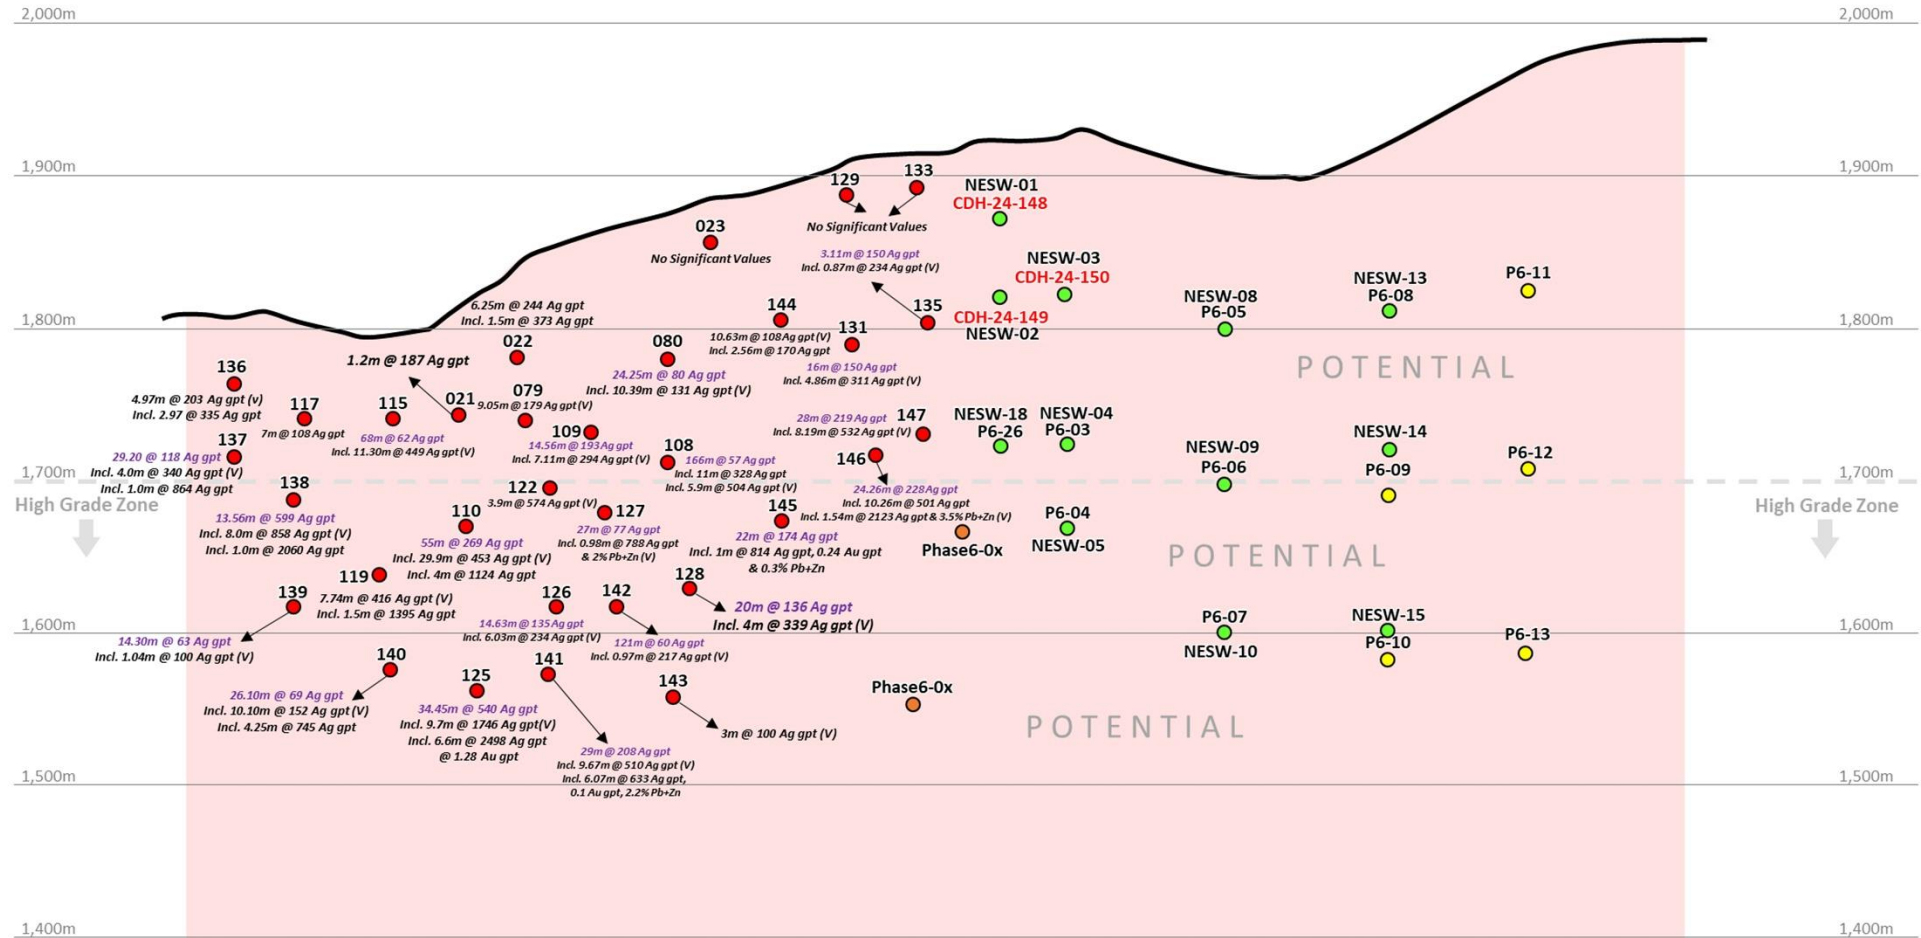 2,000m
2,000m
1,900m
1,900m
129
133
NESW-01
CDH-24-148
No Significant Values
023
No Significant Values
3.11m @ 150 Ag gpt
Incl. 0.87m @ 234 Ag gpt (V)
NESW-03
CDH-24-150
NESW-13
P6-08
P6-11
NESW-08
P6-05
6.25m @ 244 Ag gpt
Incl. 1.5m @ 373 Ag gpt
022
144
10.63m @ 108 Ag gpt (V)
Incl. 2.56m @ 170 Ag gpt
135
CDH-24-149
NESW-02
1,800m
1,800m
131
16m @ 150 Ag gpt
Incl. 4.86m @ 311 Ag gpt (V)
080
24.25m @ 80 Ag gpt
Incl. 10.39m @ 131 Ag gpt (V)
1.2m @ 187 Ag gpt
POTENTIAL
136
4.97m @ 203 Ag gpt (v)
Incl. 2.97 @ 335 Ag gpt
117
7m @ 108 Ag gpt
115
68m @ 62 Ag gpt
Incl. 11.30m @ 449 Ag gpt (V)
021
079
9.05m @ 179 Ag gpt (V)
109
14.56m @ 193Ag gpt
Incl. 7.11m @ 294 Ag gpt (V)
108
166m @ 57 Ag gpt
Incl. 11m @ 328 Ag gpt
Incl. 5.9m @ 504 Ag gpt (V)
28m @ 219 Ag gpt
Incl. 8.19m @ 532 Ag gpt (V)
147
NESW-18
P6-26
NESW-04
P6-03
NESW-09
P6-06
NESW-14
P6-09
P6-12
137
29.20 @ 118 Ag gpt
Incl. 4.0m @ 340 Ag gpt (V)
Incl. 1.0m @ 864 Ag gpt
146
24.26m @ 228 Ag gpt
Incl. 10.26m @ 501 Ag gpt
Incl. 1.54m @ 2123 Ag gpt & 3.5% Pb+Zn (V)
1,700m
1,700m
High Grade Zone
High Grade Zone
138
13.56m @ 599 Ag gpt
Incl. 8.0m @ 858 Ag gpt (V)
Incl. 1.0m @ 2060 Ag gpt
122
3.9m @ 574 Ag gpt (V)
127
27m @ 77 Ag gpt
Incl. 0.98m @ 788 Ag gpt
& 2% Pb+Zn (V)
110
55m @ 269 Ag gpt
Incl. 29.9m @ 453 Ag gpt (V)
Incl. 4m @ 1124 Ag gpt
145
22m @ 174 Ag gpt
Incl. 1m @ 814 Ag gpt, 0.24 Au gpt
& 0.3% Pb+Zn
Phase6-0x
P6-04
NESW-05
POTENTIAL
119
7.74m @ 416 Ag gpt (V)
Incl. 1.5m @ 1395 Ag gpt
139
14.30m @ 63 Ag gpt
Incl. 1.04m @ 100 Ag gpt (V)
126
14.63m @ 135 Ag gpt
Incl. 6.03m @ 234 Ag gpt (V)
142
121m @ 60 Ag gpt
Incl. 0.97m @ 217 Ag gpt (V)
128
20m @ 136 Ag gpt
Incl. 4m @ 339 Ag gpt (V)
P6-07
NESW-10
NESW-15
P6-10
P6-13
1,600m
1,600m
140
26.10m @ 69 Ag gpt
Incl. 10.10m @ 152 Ag gpt (V)
Incl. 4.25m @ 745 Ag gpt
125
34.45m @ 540 Ag gpt
Incl. 9.7m @ 1746 Ag gpt(V)
Incl. 6.6m @ 2498 Ag gpt
@ 1.28 Au gpt
141
29m @ 208 Ag gpt
Incl. 9.67m @ 510 Ag gpt (V)
Incl. 6.07m @ 633 Ag gpt,
0.1 Au gpt, 2.2% Pb+Zn
143
3m @ 100 Ag gpt (V)
Phase6-0x
POTENTIAL
1,500m
1,500m
1,400m
1,400m